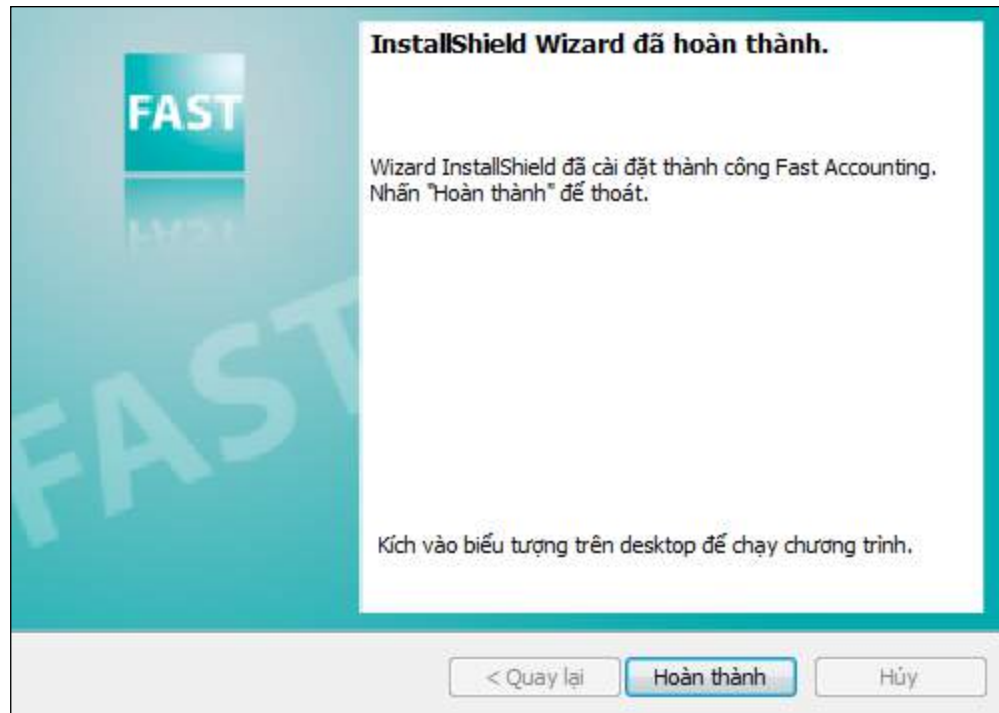 InstallShield Wizard đã hoàn thành.
FAST
Wizard InstallShield đã cài đặt thành công Fast Accounting.
Nhấn "Hoàn thành" để thoát.
FAST
FAST
Kích vào biểu tượng trên desktop để chạy chương trình.
< Quay lại
Hoàn thành
Hủy